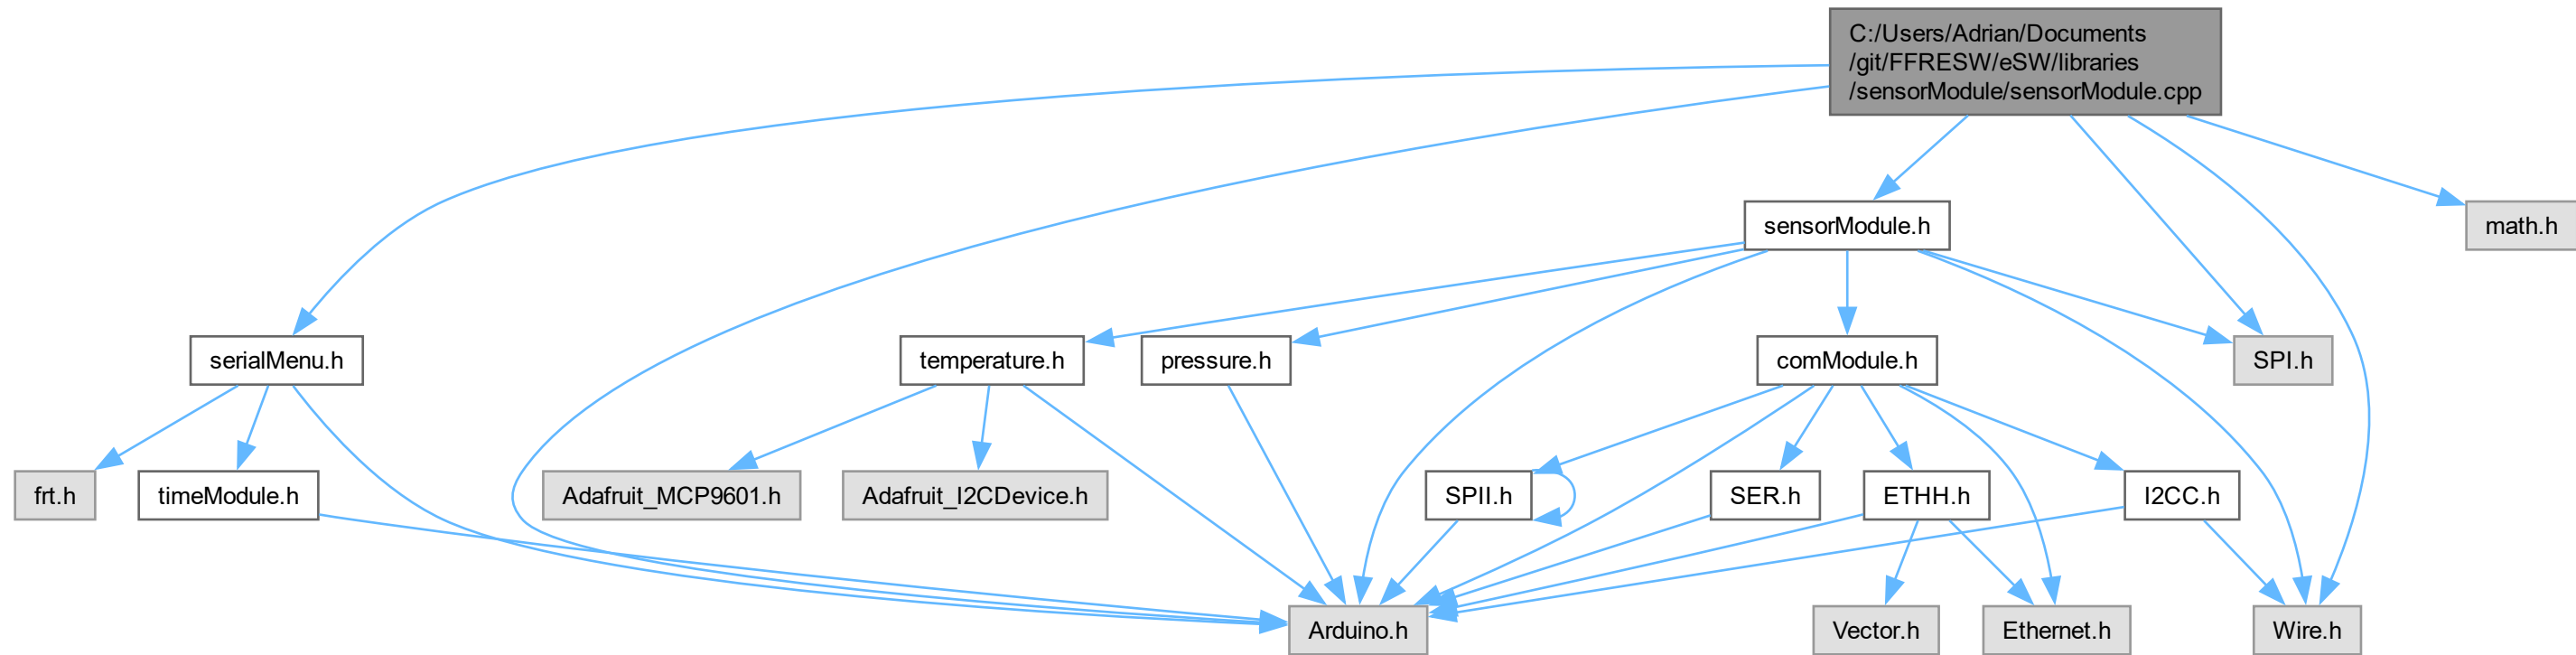 C:/Users/Adrian/Documents
/git/FFRESW/eSW/libraries
/sensorModule/sensorModule.cpp
sensorModule.h
math.h
serialMenu.h
temperature.h
pressure.h
comModule.h
SPI.h
frt.h
timeModule.h
Adafruit_MCP9601.h
Adafruit_I2CDevice.h
SPII.h
SER.h
ETHH.h
I2CC.h
Arduino.h
Vector.h
Ethernet.h
Wire.h